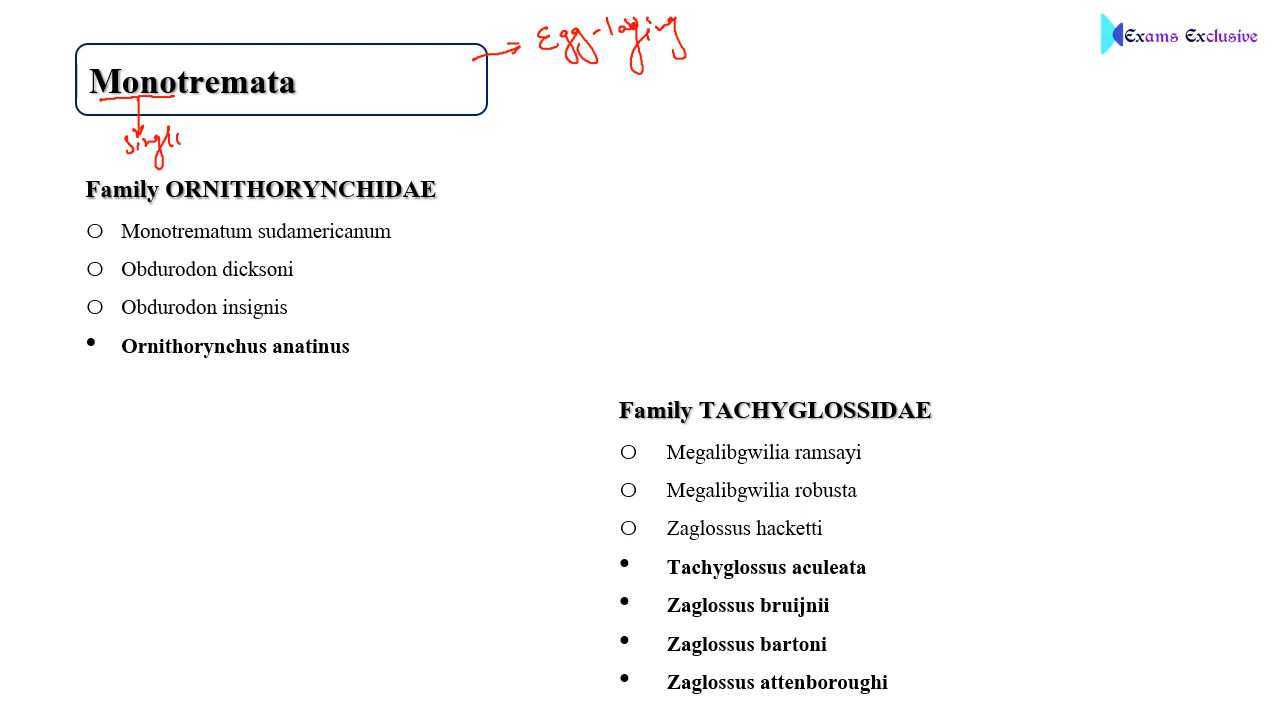 Egg-laying
Exams Exclusive
Monotremata
Single
Family ORNITHORYNCHIDAE
Monotrematum sudamericanum
Obdurodon dicksoni
Obdurodon insignis
Ornithorynchus anatinus
Family TACHYGLOSSIDAE
Megalibgwilia ramsayi
Megalibgwilia robusta
Zaglossus hacketti
Tachyglossus aculeata
Zaglossus bruijnii
Zaglossus bartoni
Zaglossus attenboroughi